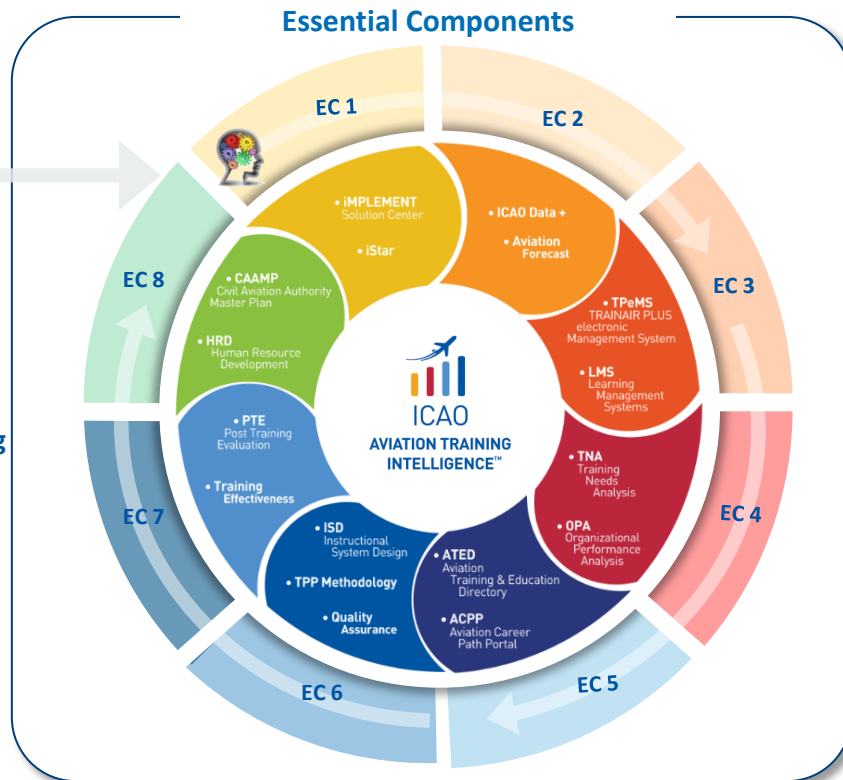 Essential Components
EC 1
EC 2
EC 3
EC 4
EC 5
EC 6
EC 7
EC 8
• iMPLEMENT
Solution Center
• iStar
• ICAO Data +
• Aviation
Forecast
• TPeMS
TRAINAIR PLUS
electronic
Management System
• LMS
Learning
Management
Systems
• TNA
Training
Needs
Analysis
• OPA
Organizational
Performance
Analysis
• ATED
Aviation
Training & Education
Directory
• ACPP
Aviation Career
Path Portal
• ISD
Instructional
System Design
• TPP Methodology
• Quality
Assurance
• PTE
Post Training
Evaluation
• Training
Effectiveness
• CAAMP
Civil Aviation Authority
Master Plan
• HRD
Human Resource
Development
ICAO
AVIATION TRAINING
INTELLIGENCE™
g